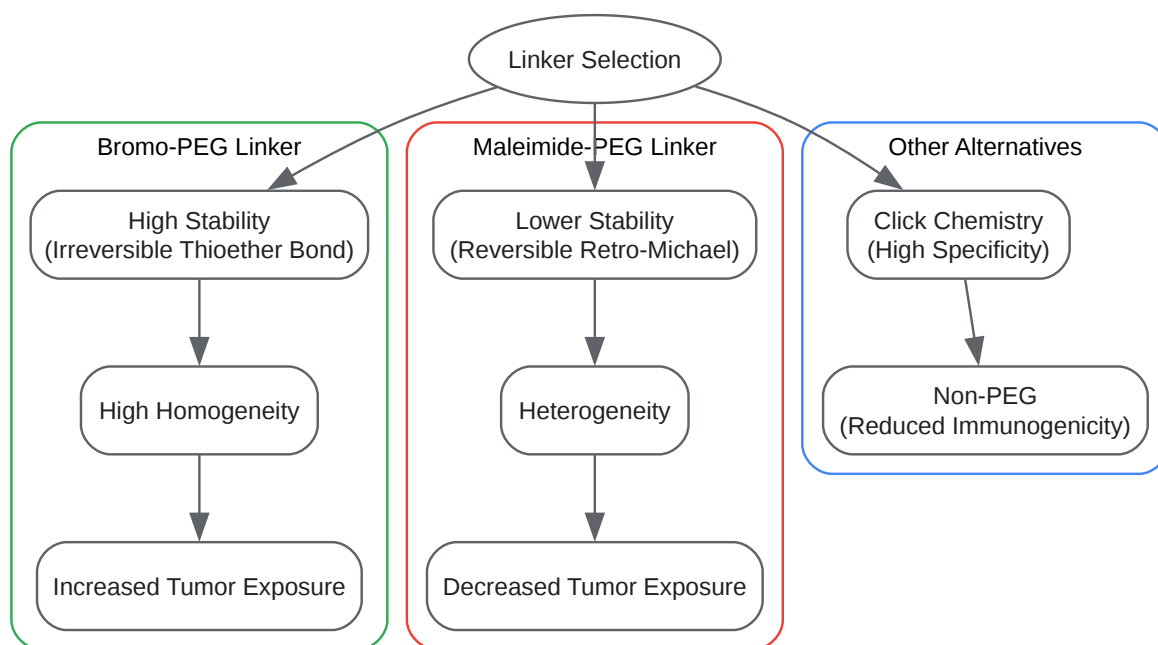 Linker Selection
Bromo-PEG Linker
Maleimide-PEG Linker
Other Alternatives
High Stability
(Irreversible Thioether Bond)
Lower Stability
(Reversible Retro-Michael)
Click Chemistry
(High Specificity)
High Homogeneity
Heterogeneity
Non-PEG
(Reduced Immunogenicity)
Increased Tumor Exposure
Decreased Tumor Exposure